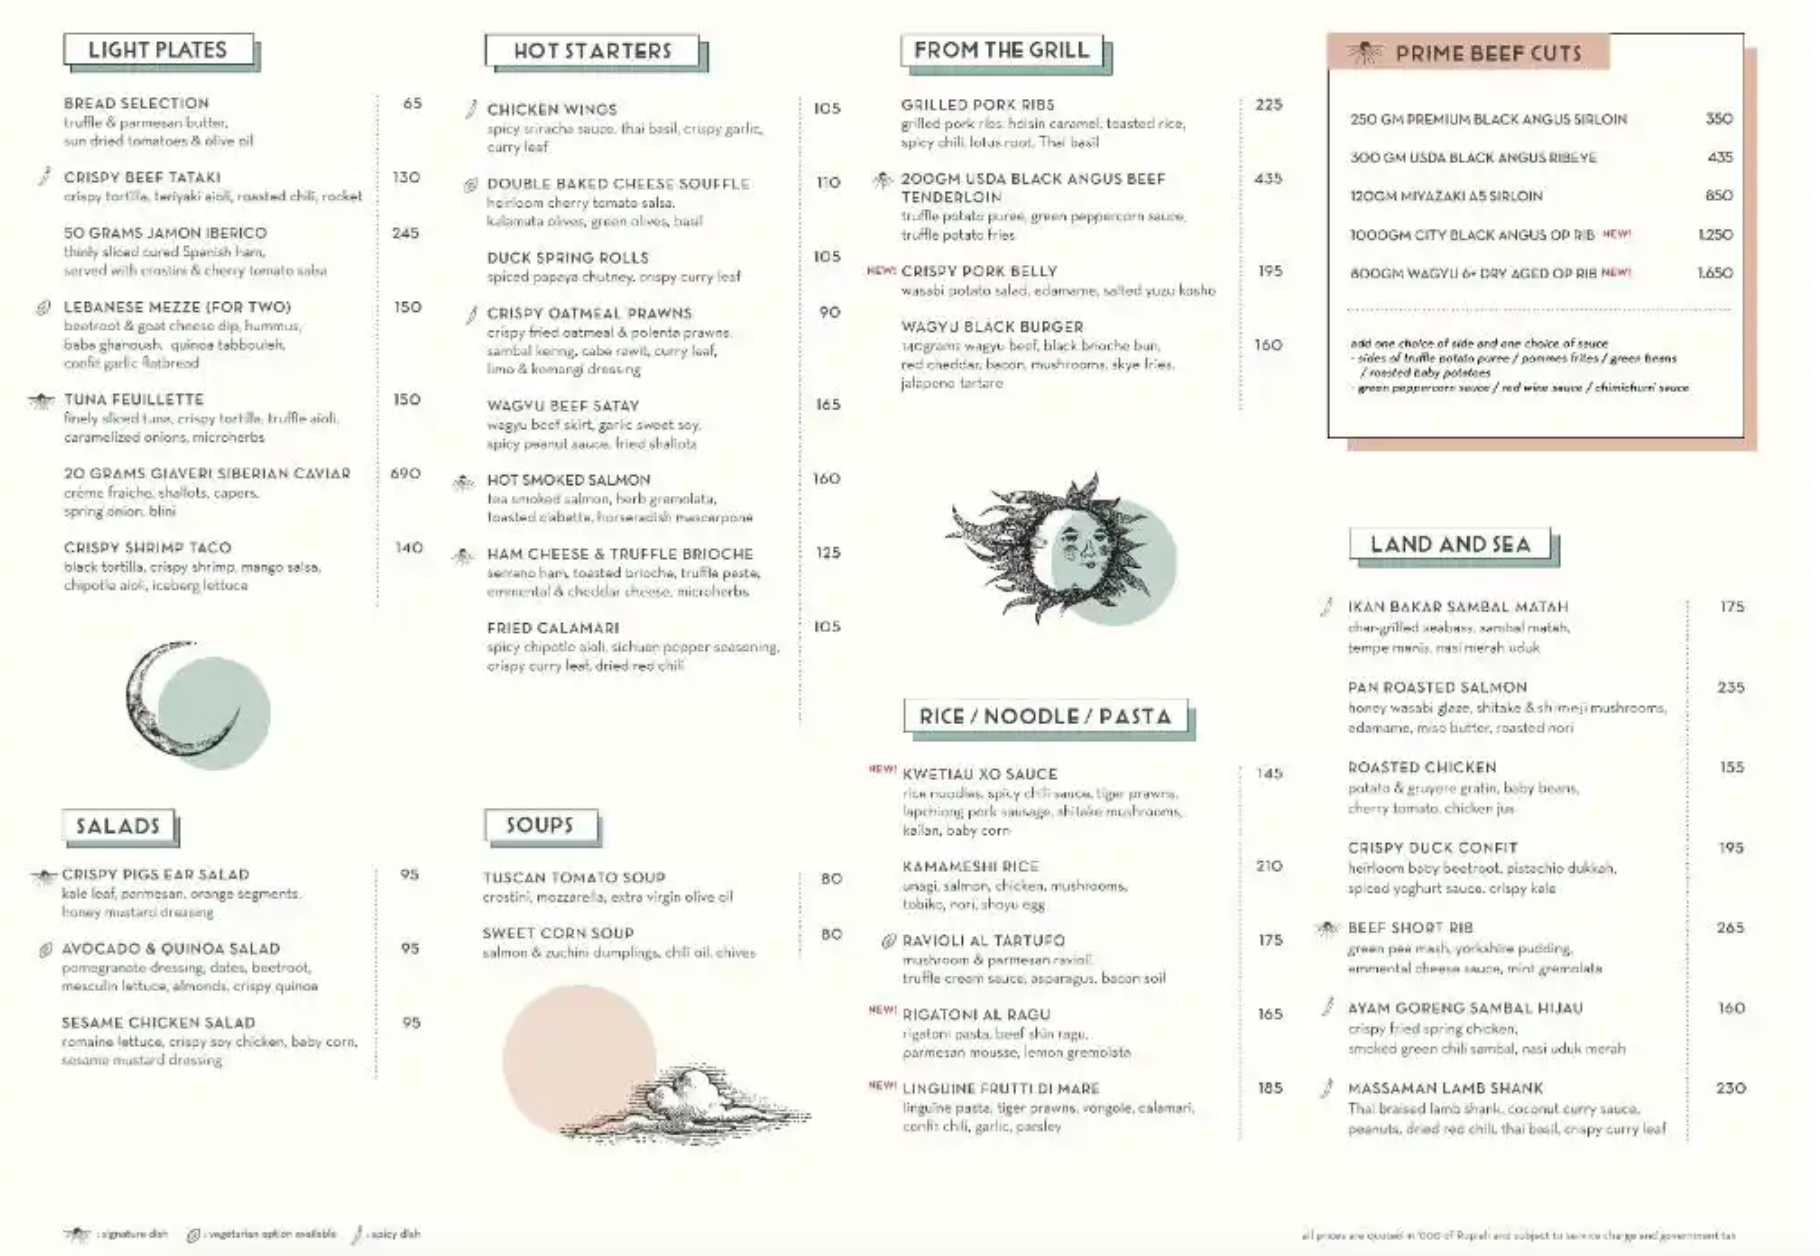 LIGHT PLATES
BREAD SELECTION 65
truffle & parmesan butter,
sun dried tomatoes & olive oil
CRISPY BEEF TATAKI 130
crispy tortilla, teriyaki aioli, roasted chili, rocket
50 GRAMS JAMON IBERICO 245
thinly sliced cured Spanish ham,
served with crostini & cherry tomato salsa
LEBANESE MEZZE (FOR TWO) 150
beetroot & goat cheese dip, hummus,
baba ghanoush, quinoa tabbouleh,
confit garlic flatbread
TUNA FEUILLETTE 150
finely sliced tuna, crispy tortilla, truffle aioli,
caramelized onions, microherbs
20 GRAMS GIAVERI SIBERIAN CAVIAR 690
crème fraiche, shallots, capers,
spring onion, blini
CRISPY SHRIMP TACO 140
black tortilla, crispy shrimp, mango salsa,
chipotle aioli, iceberg lettuce
SALADS
CRISPY PIGS EAR SALAD 95
kale leaf, parmesan, orange segments,
honey mustard dressing
AVOCADO & QUINOA SALAD 95
pomegranate dressing, dates, beetroot,
masculin lettuce, almonds, crispy quinoa
SESAME CHICKEN SALAD 95
romaine lettuce, crispy soy chicken, baby corn,
sesame mustard dressing
HOT STARTERS
CHICKEN WINGS 105
spicy sriracha sauce, thai basil, crispy garlic,
curry leaf
DOUBLE BAKED CHEESE SOUFFLE 110
heirloom cherry tomato salsa,
kalamata olives, green olives, basil
DUCK SPRING ROLLS 105
spiced papaya chutney, crispy curry leaf
CRISPY OATMEAL PRAWNS 90
crispy fried oatmeal & polenta prawns,
sambal kering, cabe rawit, curry leaf,
limo & kemangi dressing
WAGYU BEEF SATAY 165
wagyu beef skirt, garlic sweet soy,
spicy peanut sauce, fried shallots
HOT SMOKED SALMON 160
tea smoked salmon, herb gremolata,
toasted ciabatta, horseradish mascarpone
HAM CHEESE & TRUFFLE BRIOCHE 125
serrano ham, toasted brioche, truffle paste,
emmental & cheddar cheese, microherbs
FRIED CALAMARI 105
spicy chipotle aioli, sichuan pepper seasoning,
crispy curry leaf, dried red chili
SOUPS
TUSCAN TOMATO SOUP 80
crostini, mozzarella, extra virgin olive oil
SWEET CORN SOUP 80
salmon & zuchini dumplings, chili oil, chives
FROM THE GRILL
GRILLED PORK RIBS 225
grilled pork ribs, hoisin caramel, toasted rice,
spicy chili, lotus root, Thai basil
200GM USDA BLACK ANGUS BEEF 435
TENDERLOIN
truffle potato puree, green peppercorn sauce,
truffle potato fries
NEW! CRISPY PORK BELLY 195
wasabi potato salad, edamame, salted yuzu kosho
WAGYU BLACK BURGER
140grams wagyu beef, black brioche bun, 160
red cheddar, bacon, mushrooms, skye fries,
jalapeno tartare
RICE / NOODLE / PASTA
NEW! KWETIAU XO SAUCE 145
rice noodles, spicy chili sauce, tiger prawns,
lapchiong pork sausage, shitake mushrooms,
kailan, baby corn
KAMAMESHI RICE 210
unagi, salmon, chicken, mushrooms,
tobiko, nori, shoyu egg
RAVIOLI AL TARTUFO 175
mushroom & parmesan ravioli,
truffle cream sauce, asparagus, bacon soil
NEW! RIGATONI AL RAGU 165
rigatoni pasta, beef shin ragu,
parmesan mousse, lemon gremolata
NEW! LINGUINE FRUTTI DI MARE 185
linguine pasta, tiger prawns, vongole, calamari,
confit chili, garlic, parsley
PRIME BEEF CUTS
250 GM PREMIUM BLACK ANGUS SIRLOIN 350
300 GM USDA BLACK ANGUS RIBEYE 435
120GM MIYAZAKI A5 SIRLOIN 850
1000GM CITY BLACK ANGUS OP RIB NEW! 1.250
800GM WAGYU 6+ DRY AGED OP RIB NEW! 1.650
add one choice of side and one choice of sauce
- sides of truffle potato puree / pommes frites / green beans
/ roasted baby potatoes
- green peppercorn sauce / red wine sauce / chimichurri sauce
LAND AND SEA
IKAN BAKAR SAMBAL MATAH 175
char-grilled seabass, sambal matah,
tempe manis, nasi merah uduk
PAN ROASTED SALMON 235
honey wasabi glaze, shitake & shimeji mushrooms,
edamame, miso butter, roasted nori
ROASTED CHICKEN 155
potato & gruyere gratin, baby beans,
cherry tomato, chicken jus
CRISPY DUCK CONFIT 195
heirloom baby beetroot, pistachio dukkah,
spiced yoghurt sauce, crispy kale
BEEF SHORT RIB 265
green pea mash, yorkshire pudding,
emmental cheese sauce, mint gremolata
AYAM GORENG SAMBAL HIJAU 160
crispy fried spring chicken,
smoked green chili sambal, nasi uduk merah
MASSAMAN LAMB SHANK 230
Thai braised lamb shank, coconut curry sauce,
peanuts, dried red chili, thai basil, crispy curry leaf
: signature dish : vegetarian option available : spicy dish
all prices are quoted in '000 of Rupiah and subject to service charge and government tax